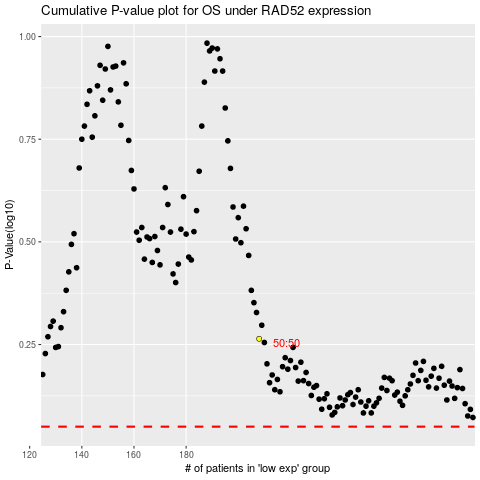 Cumulative P-value plot for OS under RAD52 expression
1.00
0.75
0.50
0.25
P-Value(log10)
50:50
120 140 160 180
# of patients in 'low exp' group